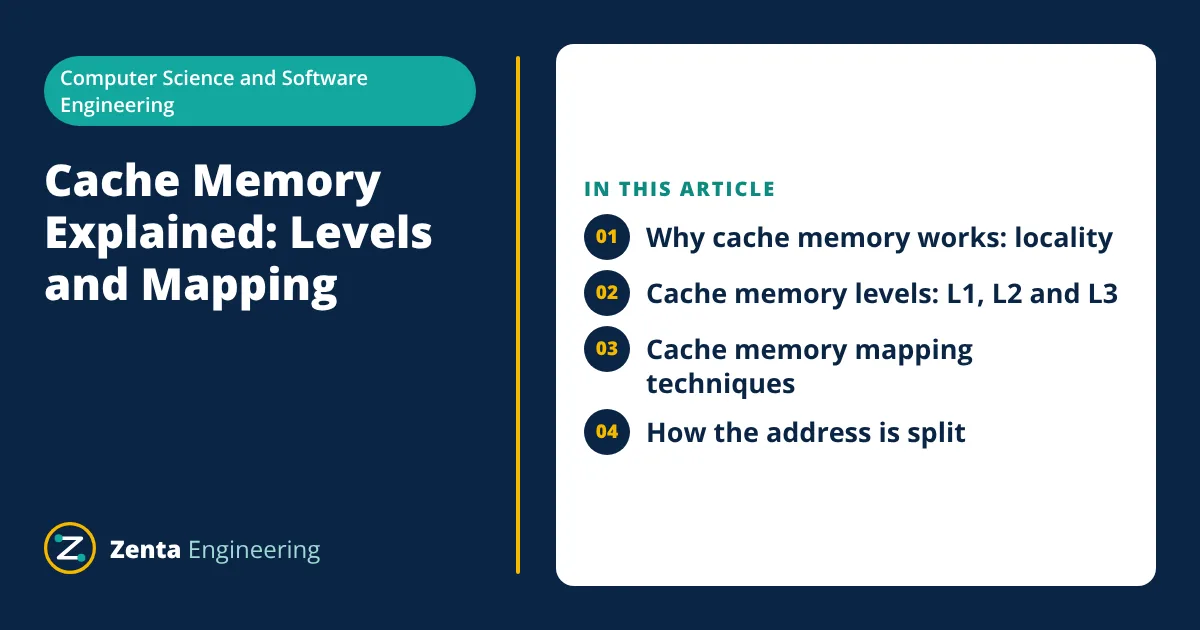 Computer Science and Software
Engineering
Cache Memory
Explained: Levels
and Mapping
Zenta Engineering
IN THIS ARTICLE
01 Why cache memory works: locality
02 Cache memory levels: L1, L2 and L3
03 Cache memory mapping
techniques
04 How the address is split